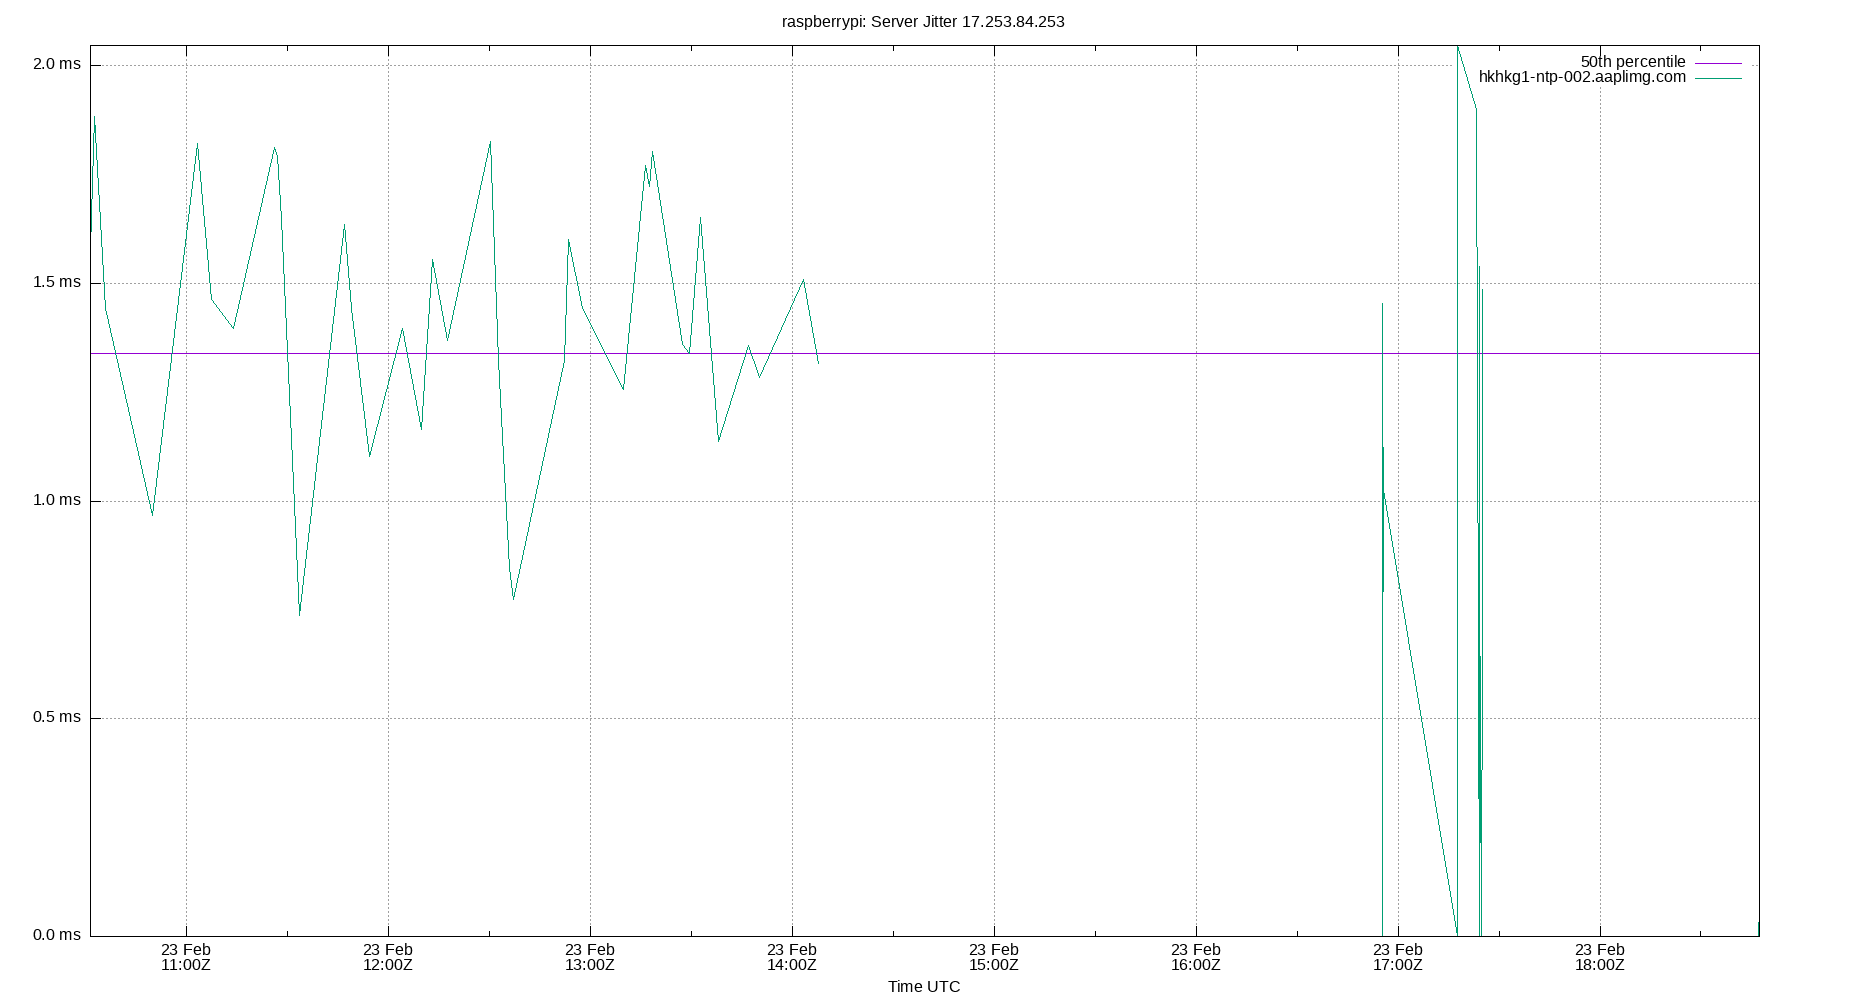 raspberrypi: Server Jitter 17.253.84.253
2.0 ms
1.5 ms
1.0 ms
0.5 ms
0.0 ms
50th percentile
hkhkg1-ntp-002.aaplimg.com
23 Feb 23 Feb 23 Feb 23 Feb 23 Feb 23 Feb 23 Feb 23 Feb
11:00Z 12:00Z 13:00Z 14:00Z 15:00Z 16:00Z 17:00Z 18:00Z
Time UTC